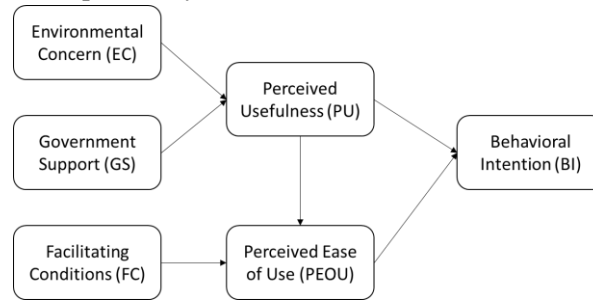 Environmental
Concern (EC)
Perceived
Usefulness (PU)
Government
Support (GS)
Behavioral
Intention (BI)
Facilitating
Conditions (FC)
Perceived Ease
of Use (PEOU)